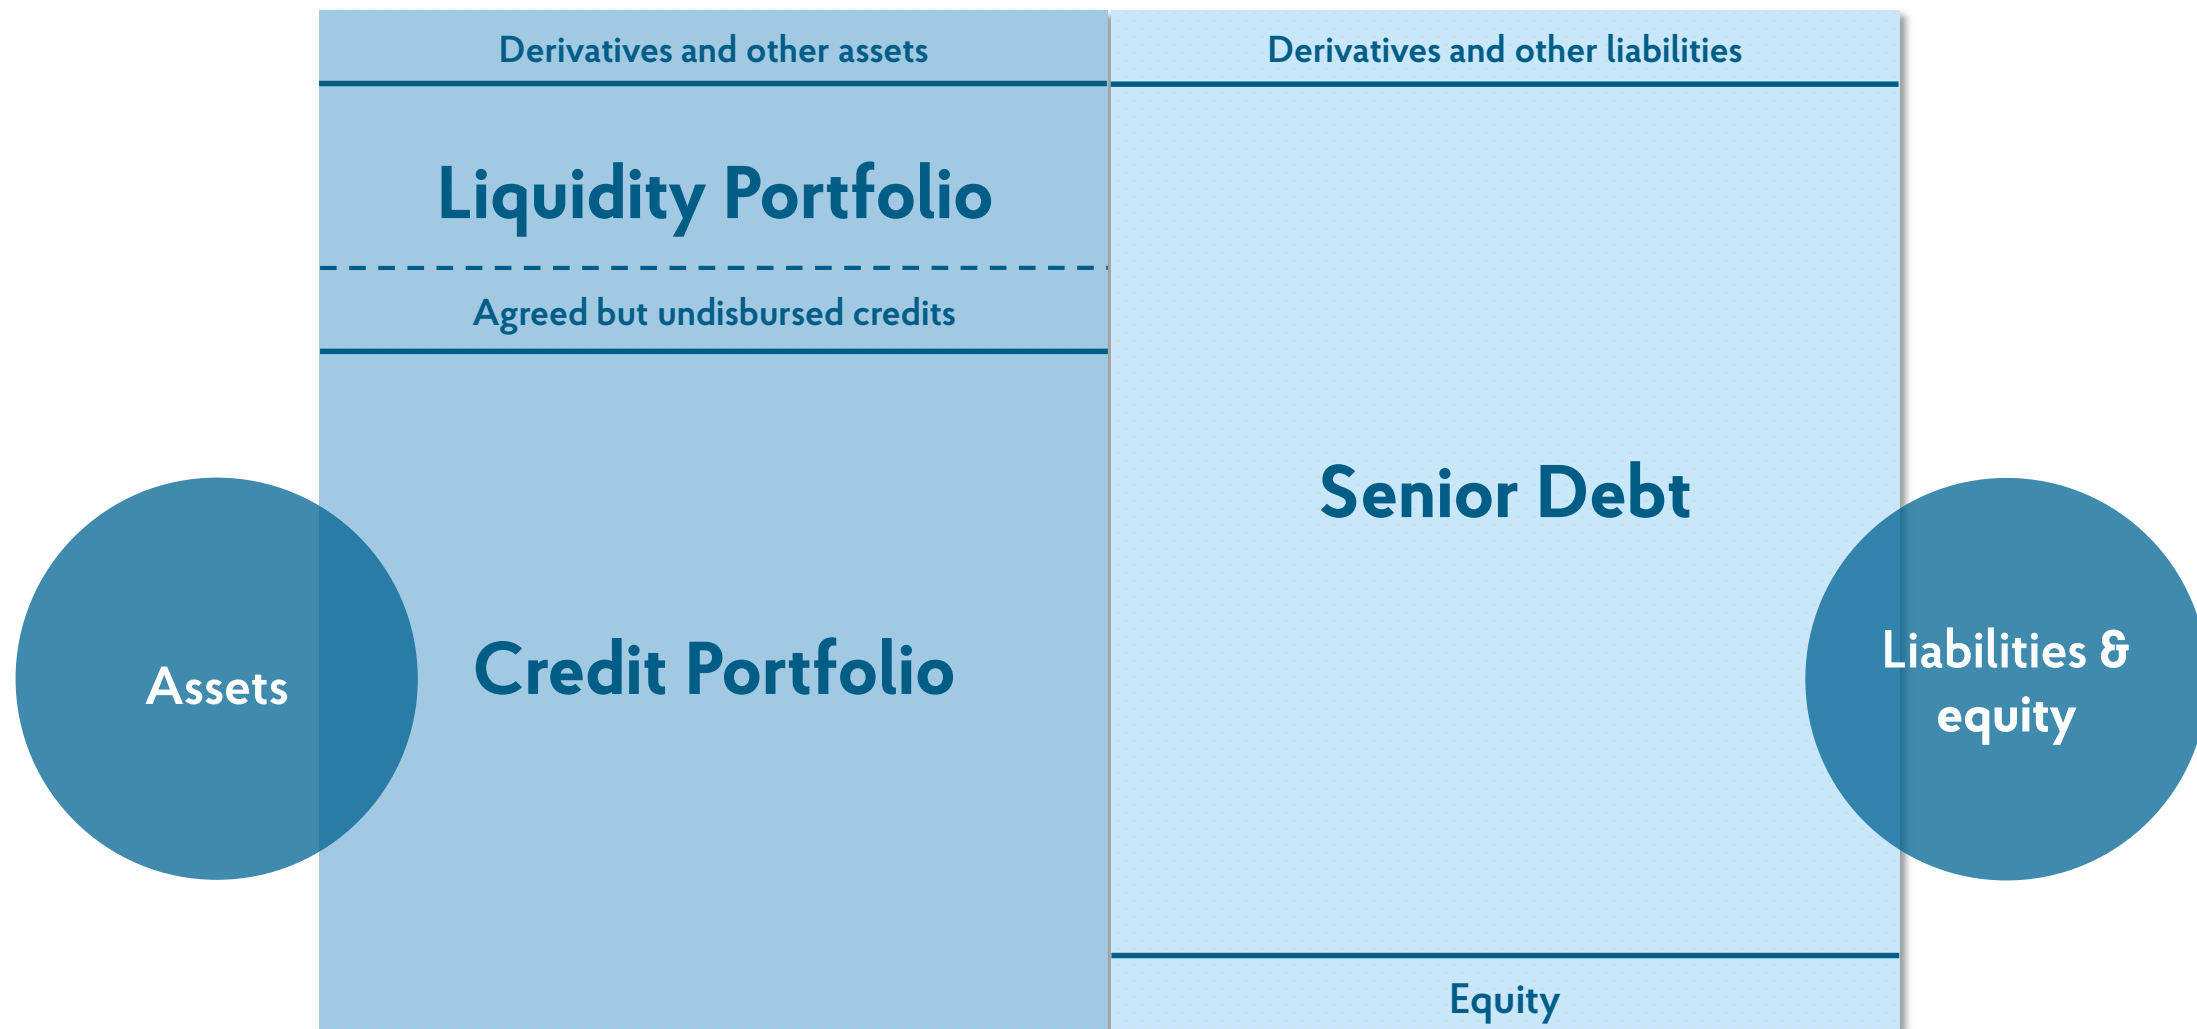 Derivatives and other assets
Liquidity Portfolio
Agreed but undisbursed credits
Credit Portfolio
Assets
Derivatives and other liabilities
Senior Debt
Equity
Liabilities &
equity